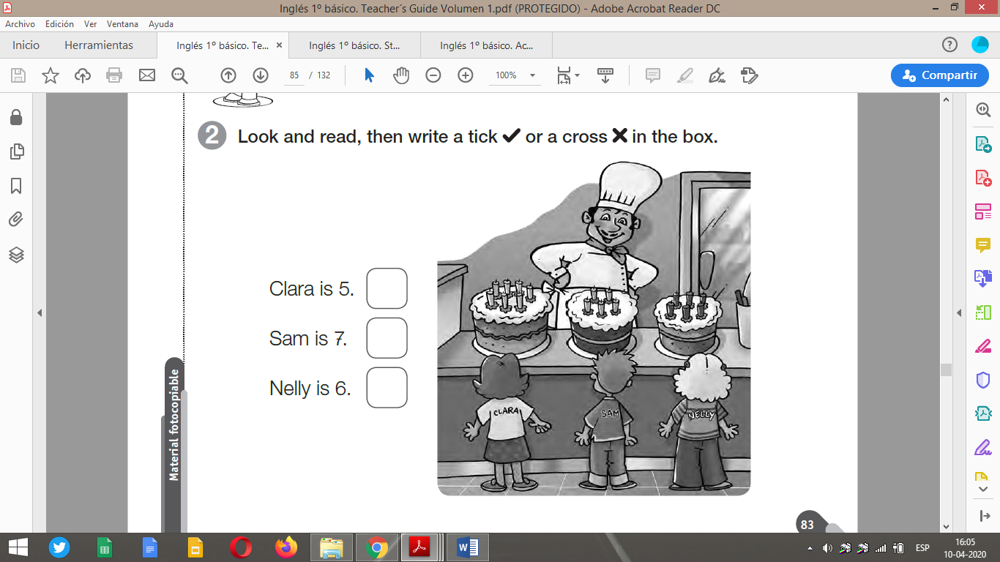 Inglés 1º básico. Teacher´s Guide Volumen 1.pdf (PROTEGIDO) - Adobe Acrobat Reader DC
Archivo Edición Ver Ventana Ayuda
Inicio Herramientas Inglés 1º básico. Te... × Inglés 1º básico. St... Inglés 1º básico. Ac...
85 / 132 100% Compartir
2 Look and read, then write a tick ✔ or a cross ✖ in the box.
Clara is 5.
Sam is 7.
Nelly is 6.
CLARA
SAM
NELLY
Material fotocopiable
83
ESP
16:05
10-04-2020